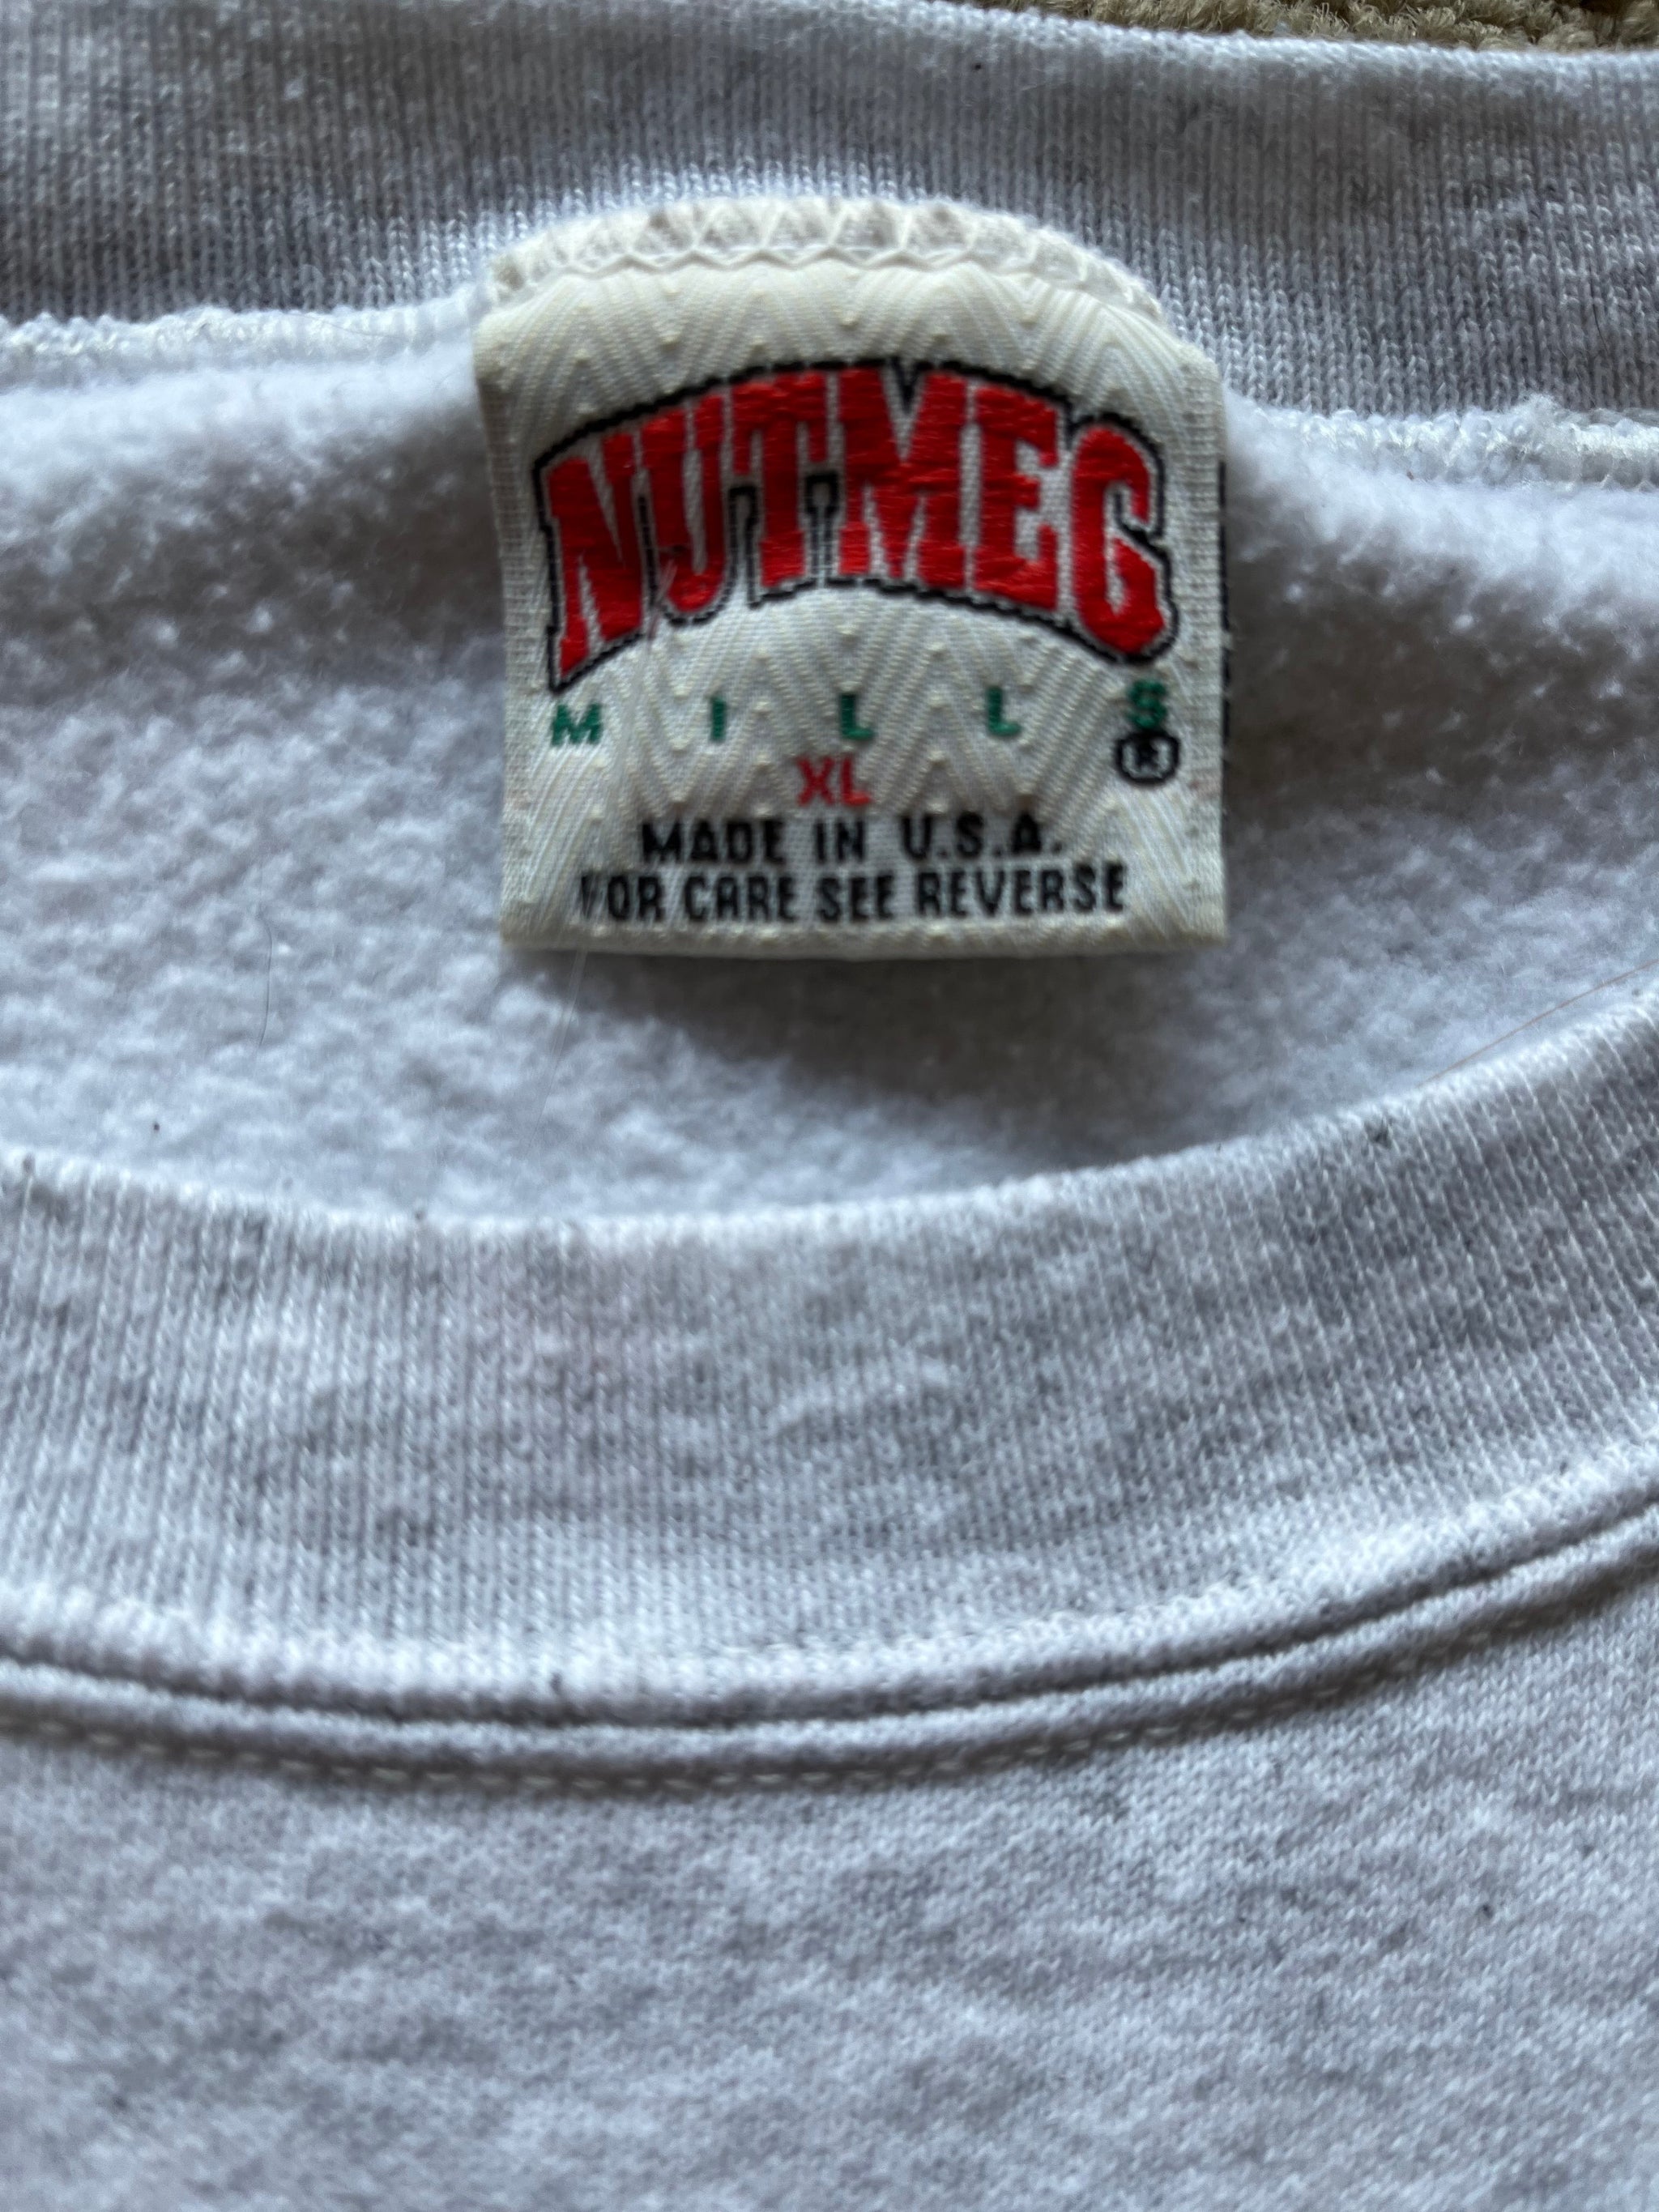 NUTMEG
MILLS
®
XL
MADE IN U.S.A.
FOR CARE SEE REVERSE